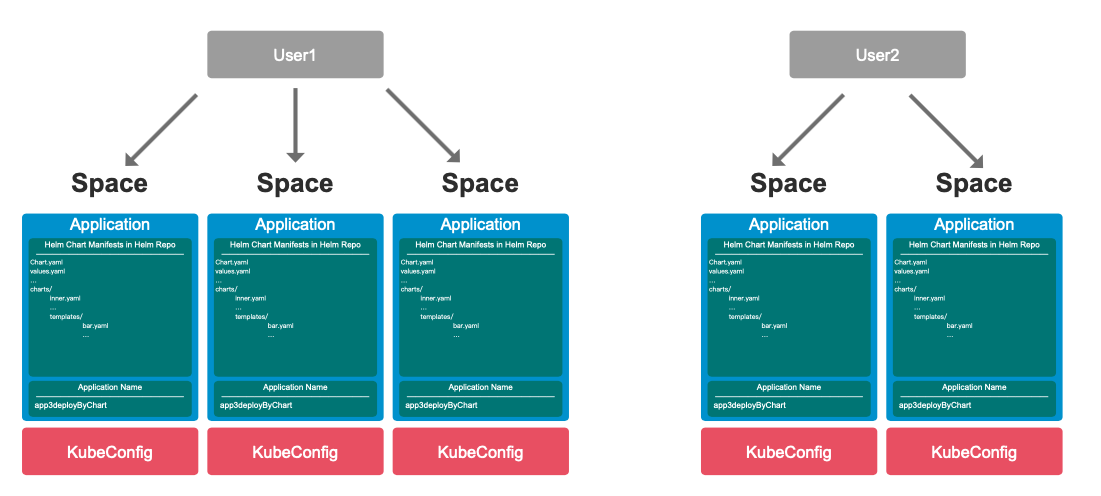 User1
User2
Space
Space
Space
Space
Space
Application
Helm Chart Manifests in Helm Repo
Chart.yaml
values.yaml
...
charts/
inner.yaml
...
templates/
bar.yaml
...
Application Name
app3deployByChart
KubeConfig
Application
Helm Chart Manifests in Helm Repo
Chart.yaml
values.yaml
...
charts/
inner.yaml
...
templates/
bar.yaml
...
Application Name
app3deployByChart
KubeConfig
Application
Helm Chart Manifests in Helm Repo
Chart.yaml
values.yaml
...
charts/
inner.yaml
...
templates/
bar.yaml
...
Application Name
app3deployByChart
KubeConfig
Application
Helm Chart Manifests in Helm Repo
Chart.yaml
values.yaml
...
charts/
inner.yaml
...
templates/
bar.yaml
...
Application Name
app3deployByChart
KubeConfig
Application
Helm Chart Manifests in Helm Repo
Chart.yaml
values.yaml
...
charts/
inner.yaml
...
templates/
bar.yaml
...
Application Name
app3deployByChart
KubeConfig